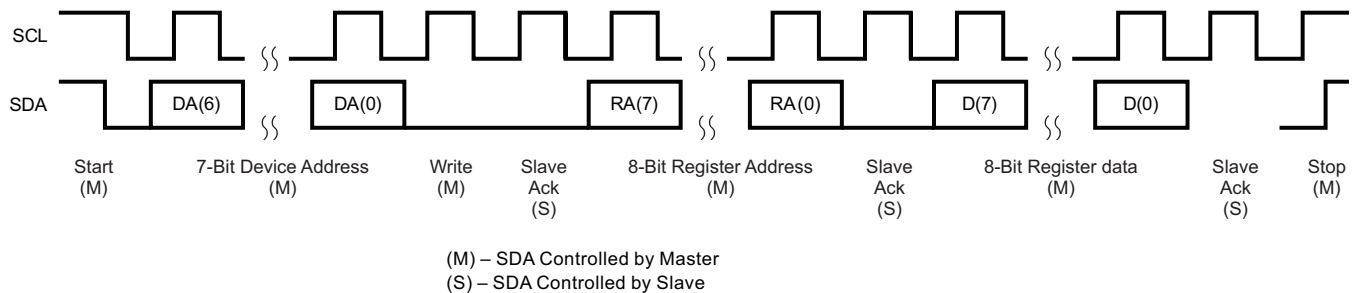 SCL
SDA
DA(6)
DA(0)
RA(7)
RA(0)
D(7)
D(0)
Start
(M)
7-Bit Device Address
(M)
Write
(M)
Slave
Ack
(S)
8-Bit Register Address
(M)
Slave
Ack
(S)
8-Bit Register data
(M)
Slave
Ack
(S)
Stop
(M)
(M) – SDA Controlled by Master
(S) – SDA Controlled by Slave